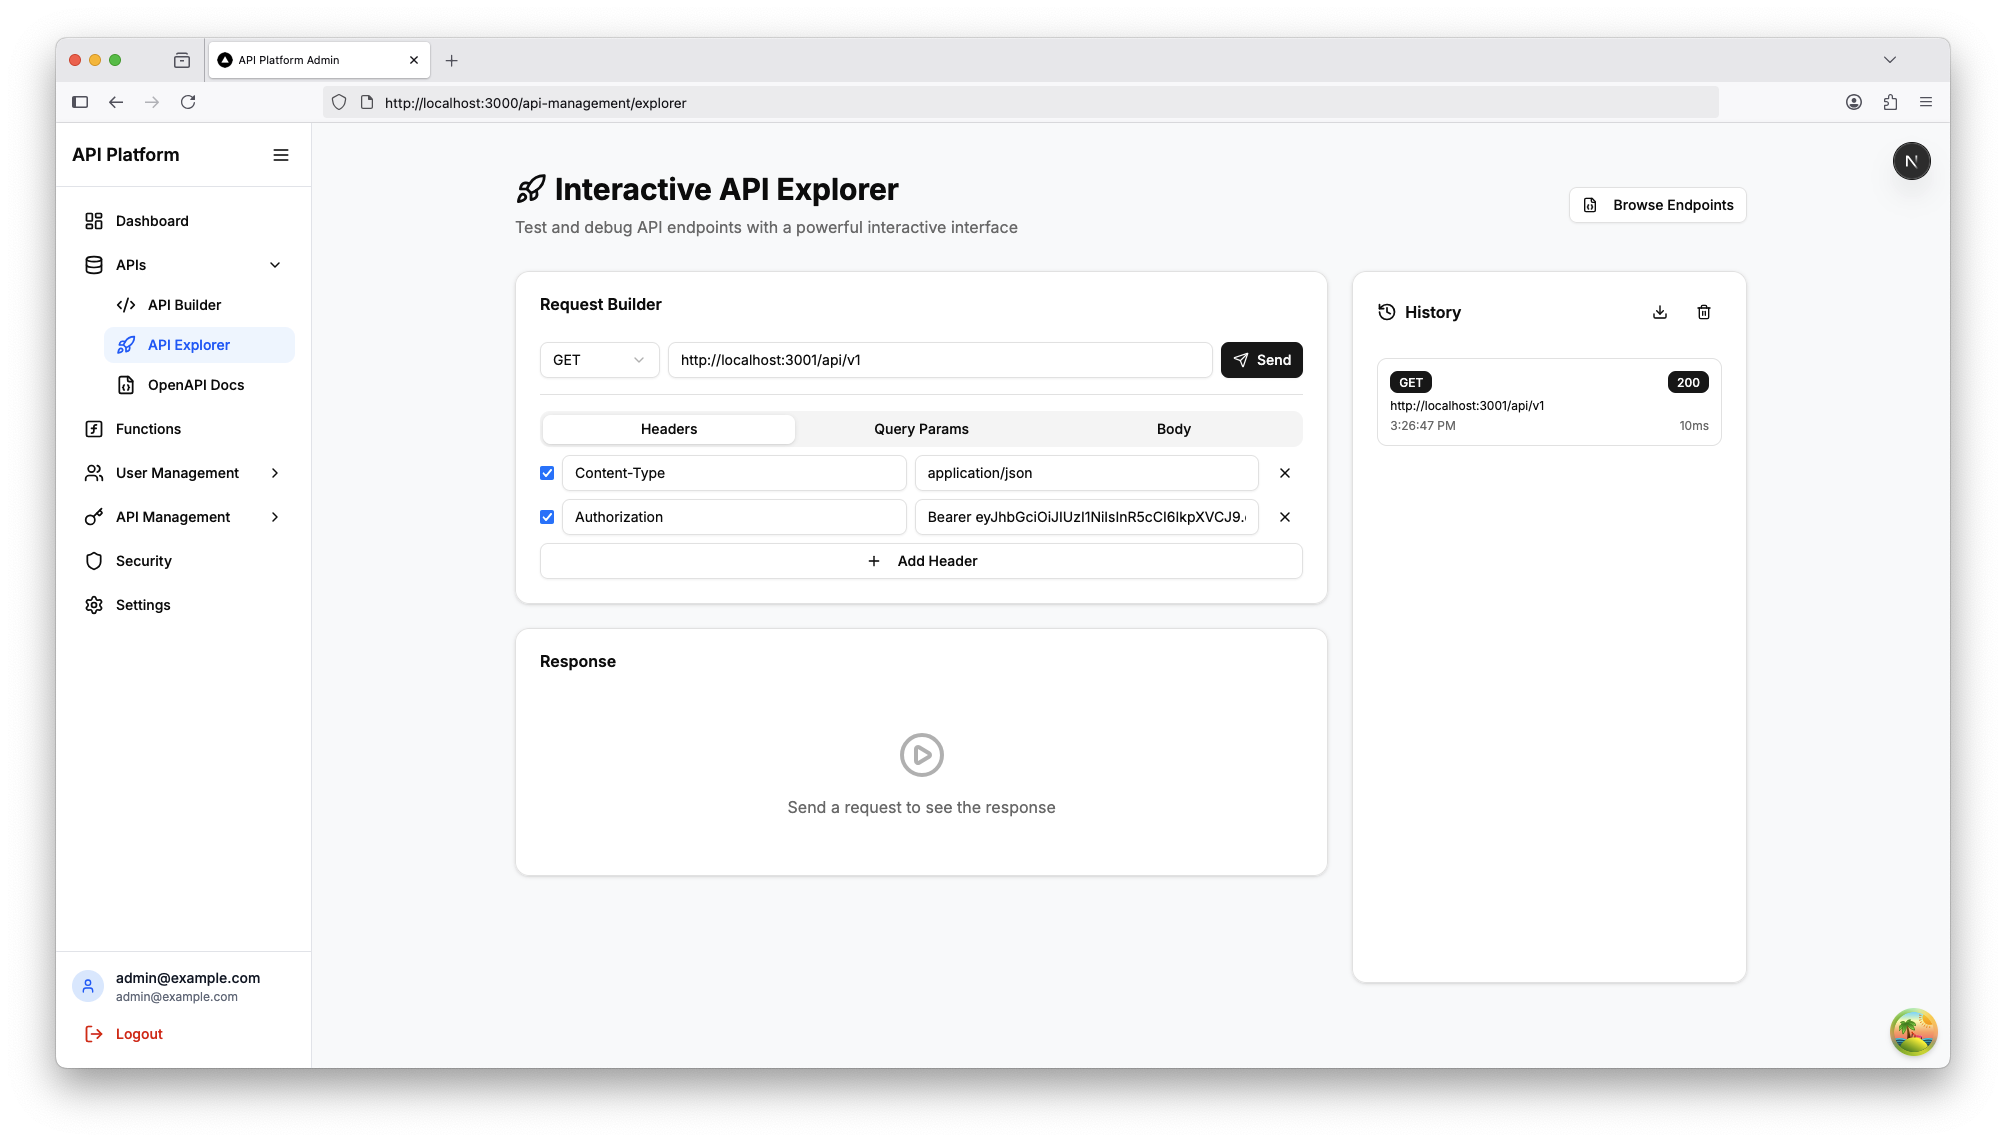 API Platform Admin
http://localhost:3000/api-management/explorer
API Platform
Dashboard
APIs
API Builder
API Explorer
OpenAPI Docs
Functions
User Management
API Management
Security
Settings
admin@example.com
admin@example.com
Logout
Interactive API Explorer
Test and debug API endpoints with a powerful interactive interface
Browse Endpoints
N
Request Builder
GET
http://localhost:3001/api/v1
Send
Headers
Query Params
Body
Content-Type
application/json
Authorization
Bearer eyJhbGciOiJIUzI1NiIsInR5cCI6IkpXVCJ9.
Add Header
Response
Send a request to see the response
History
GET
200
http://localhost:3001/api/v1
3:26:47 PM
10ms